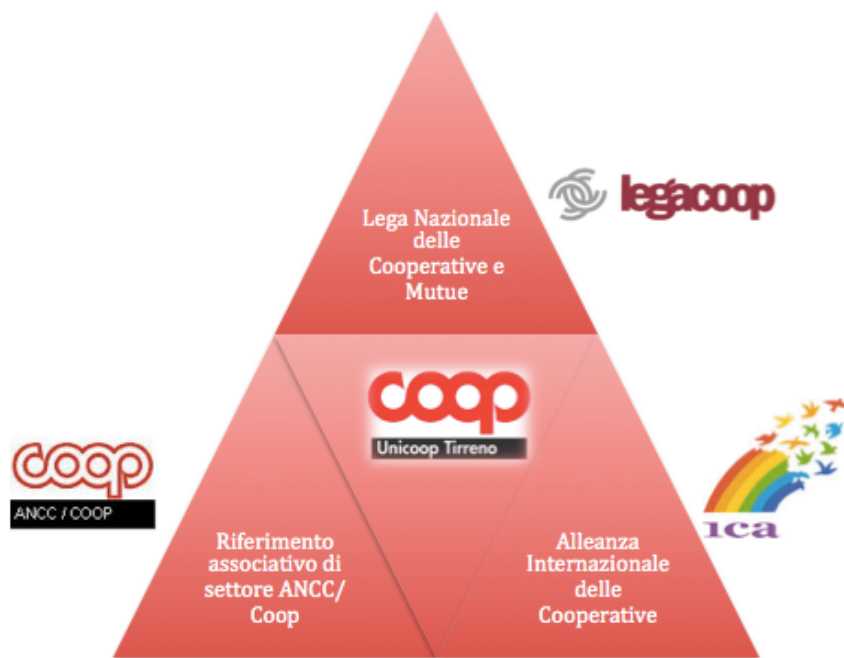 Lega Nazionale
delle
Cooperative e
Mutue
legacoop
coop
Unicoop Tirreno
coop
ANCC / COOP
ica
Riferimento
associativo di
settore ANCC/
Coop
Alleanza
Internazionale
delle
Cooperative